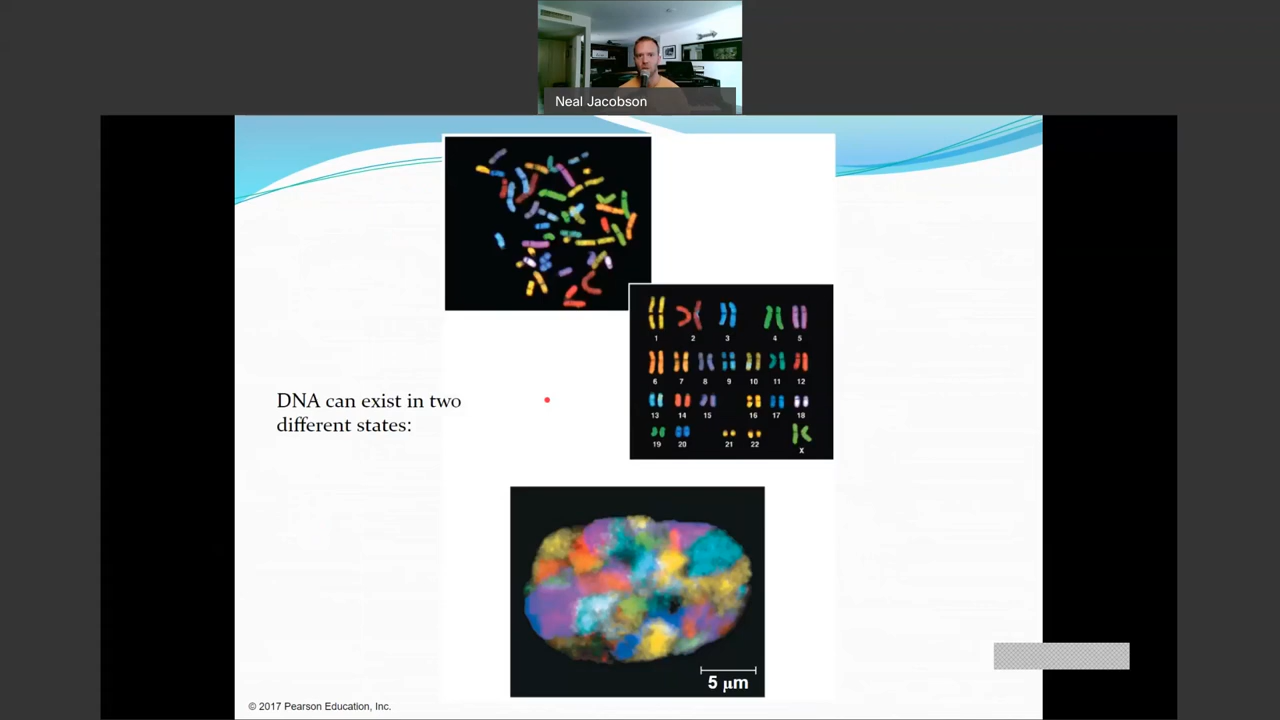 Neal Jacobson
1 2 3 4 5
6 7 8 9 10 11 12
13 14 15 16 17 18
19 20 21 22 X
DNA can exist in two
different states:
5 μm
© 2017 Pearson Education, Inc.